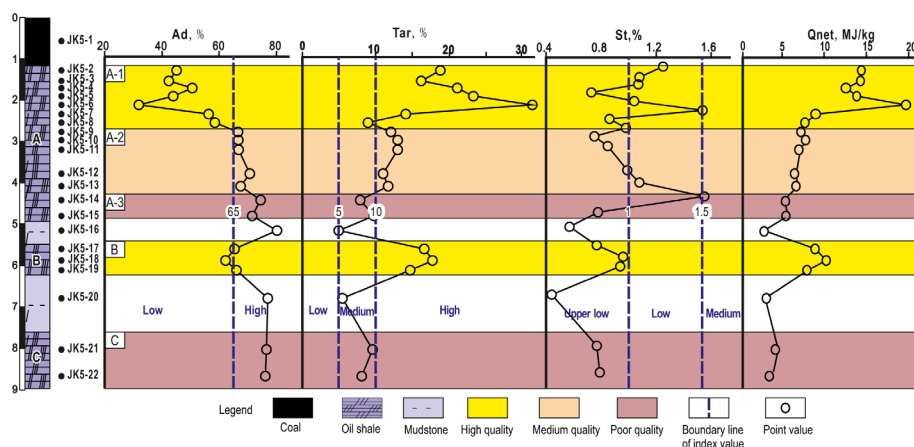 Ad, % Tar, % St,% Qnet, MJ/kg
20 40 60 80 100 0 10 20 30 0.4 0.8 1,2 1.6 0 5 10 15 20
0
1
2
3
4
5
6
7
8
9
JK5-1
JK5-2
JK5-3
JK5-4
JK5-5
JK5-6
JK5-7
JK5-8
JK5-9
JK5-10
JK5-11
JK5-12
JK5-13
JK5-14
JK5-15
JK5-16
JK5-17
JK5-18
JK5-19
JK5-20
JK5-21
JK5-22
A
B
C
A-1
A-2
A-3
B
C
65 5 10 1 1.5
Low High Low Medium High Upper low Low Medium
Legend
Coal Oil shale Mudstone High quality Medium quality Poor quality Boundary line Point value
of index value